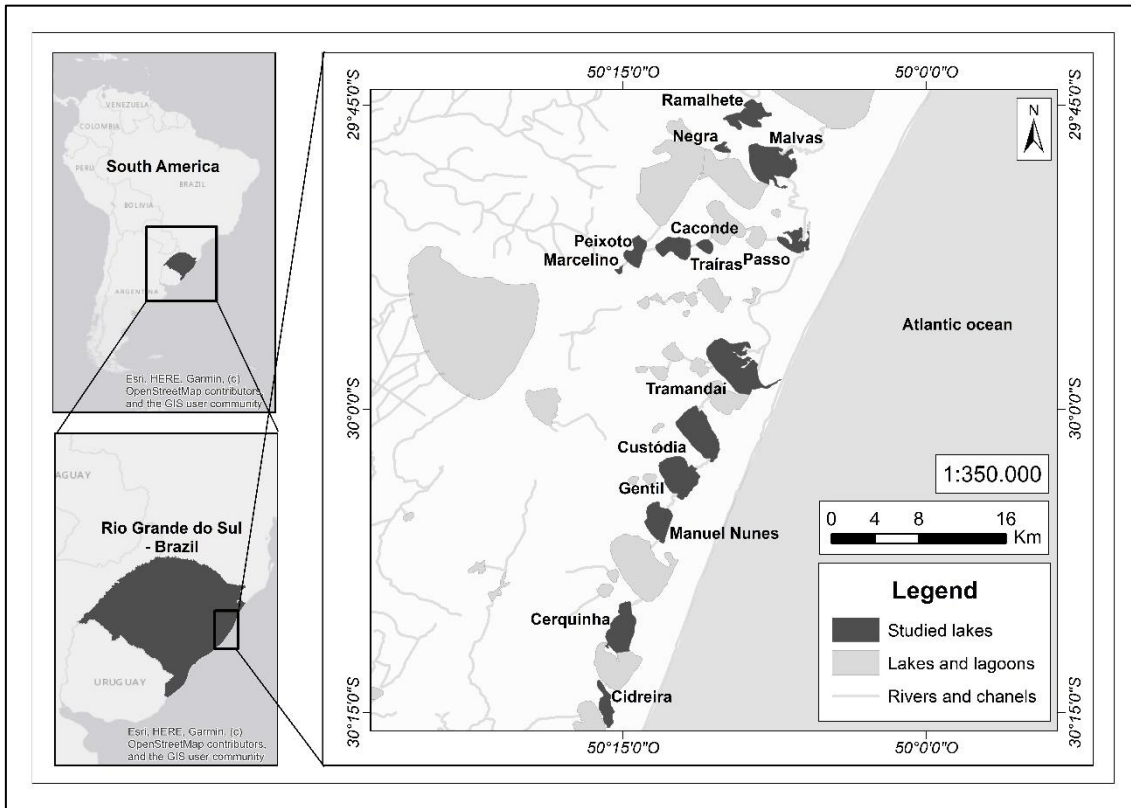 VENEZUELA
COLOMBIA
South America
PERU
BRAZIL
BOLIVIA
ARGENTINA
Esri, HERE, Garmin, (c)
OpenStreetMap contributors,
and the GIS user community
AGUAY
Rio Grande do Sul
- Brazil
URUGUAY
Esri, HERE, Garmin, (c)
OpenStreetMap contributors,
and the GIS user community
50°15'0"O
50°0'0"O
29°45'0"S
29°45'0"S
Ramalhete
Negra
Malvas
N
Peixoto
Caconde
Marcelino
Traíras
Passo
Atlantic ocean
Tramandaí
30°0'0"S
30°0'0"S
Custódia
Gentil
Manuel Nunes
1:350.000
0 4 8 16
Km
Legend
Studied lakes
Lakes and lagoons
Rivers and chanels
Cerquinha
Cidreira
30°15'0"S
30°15'0"S
50°15'0"O
50°0'0"O